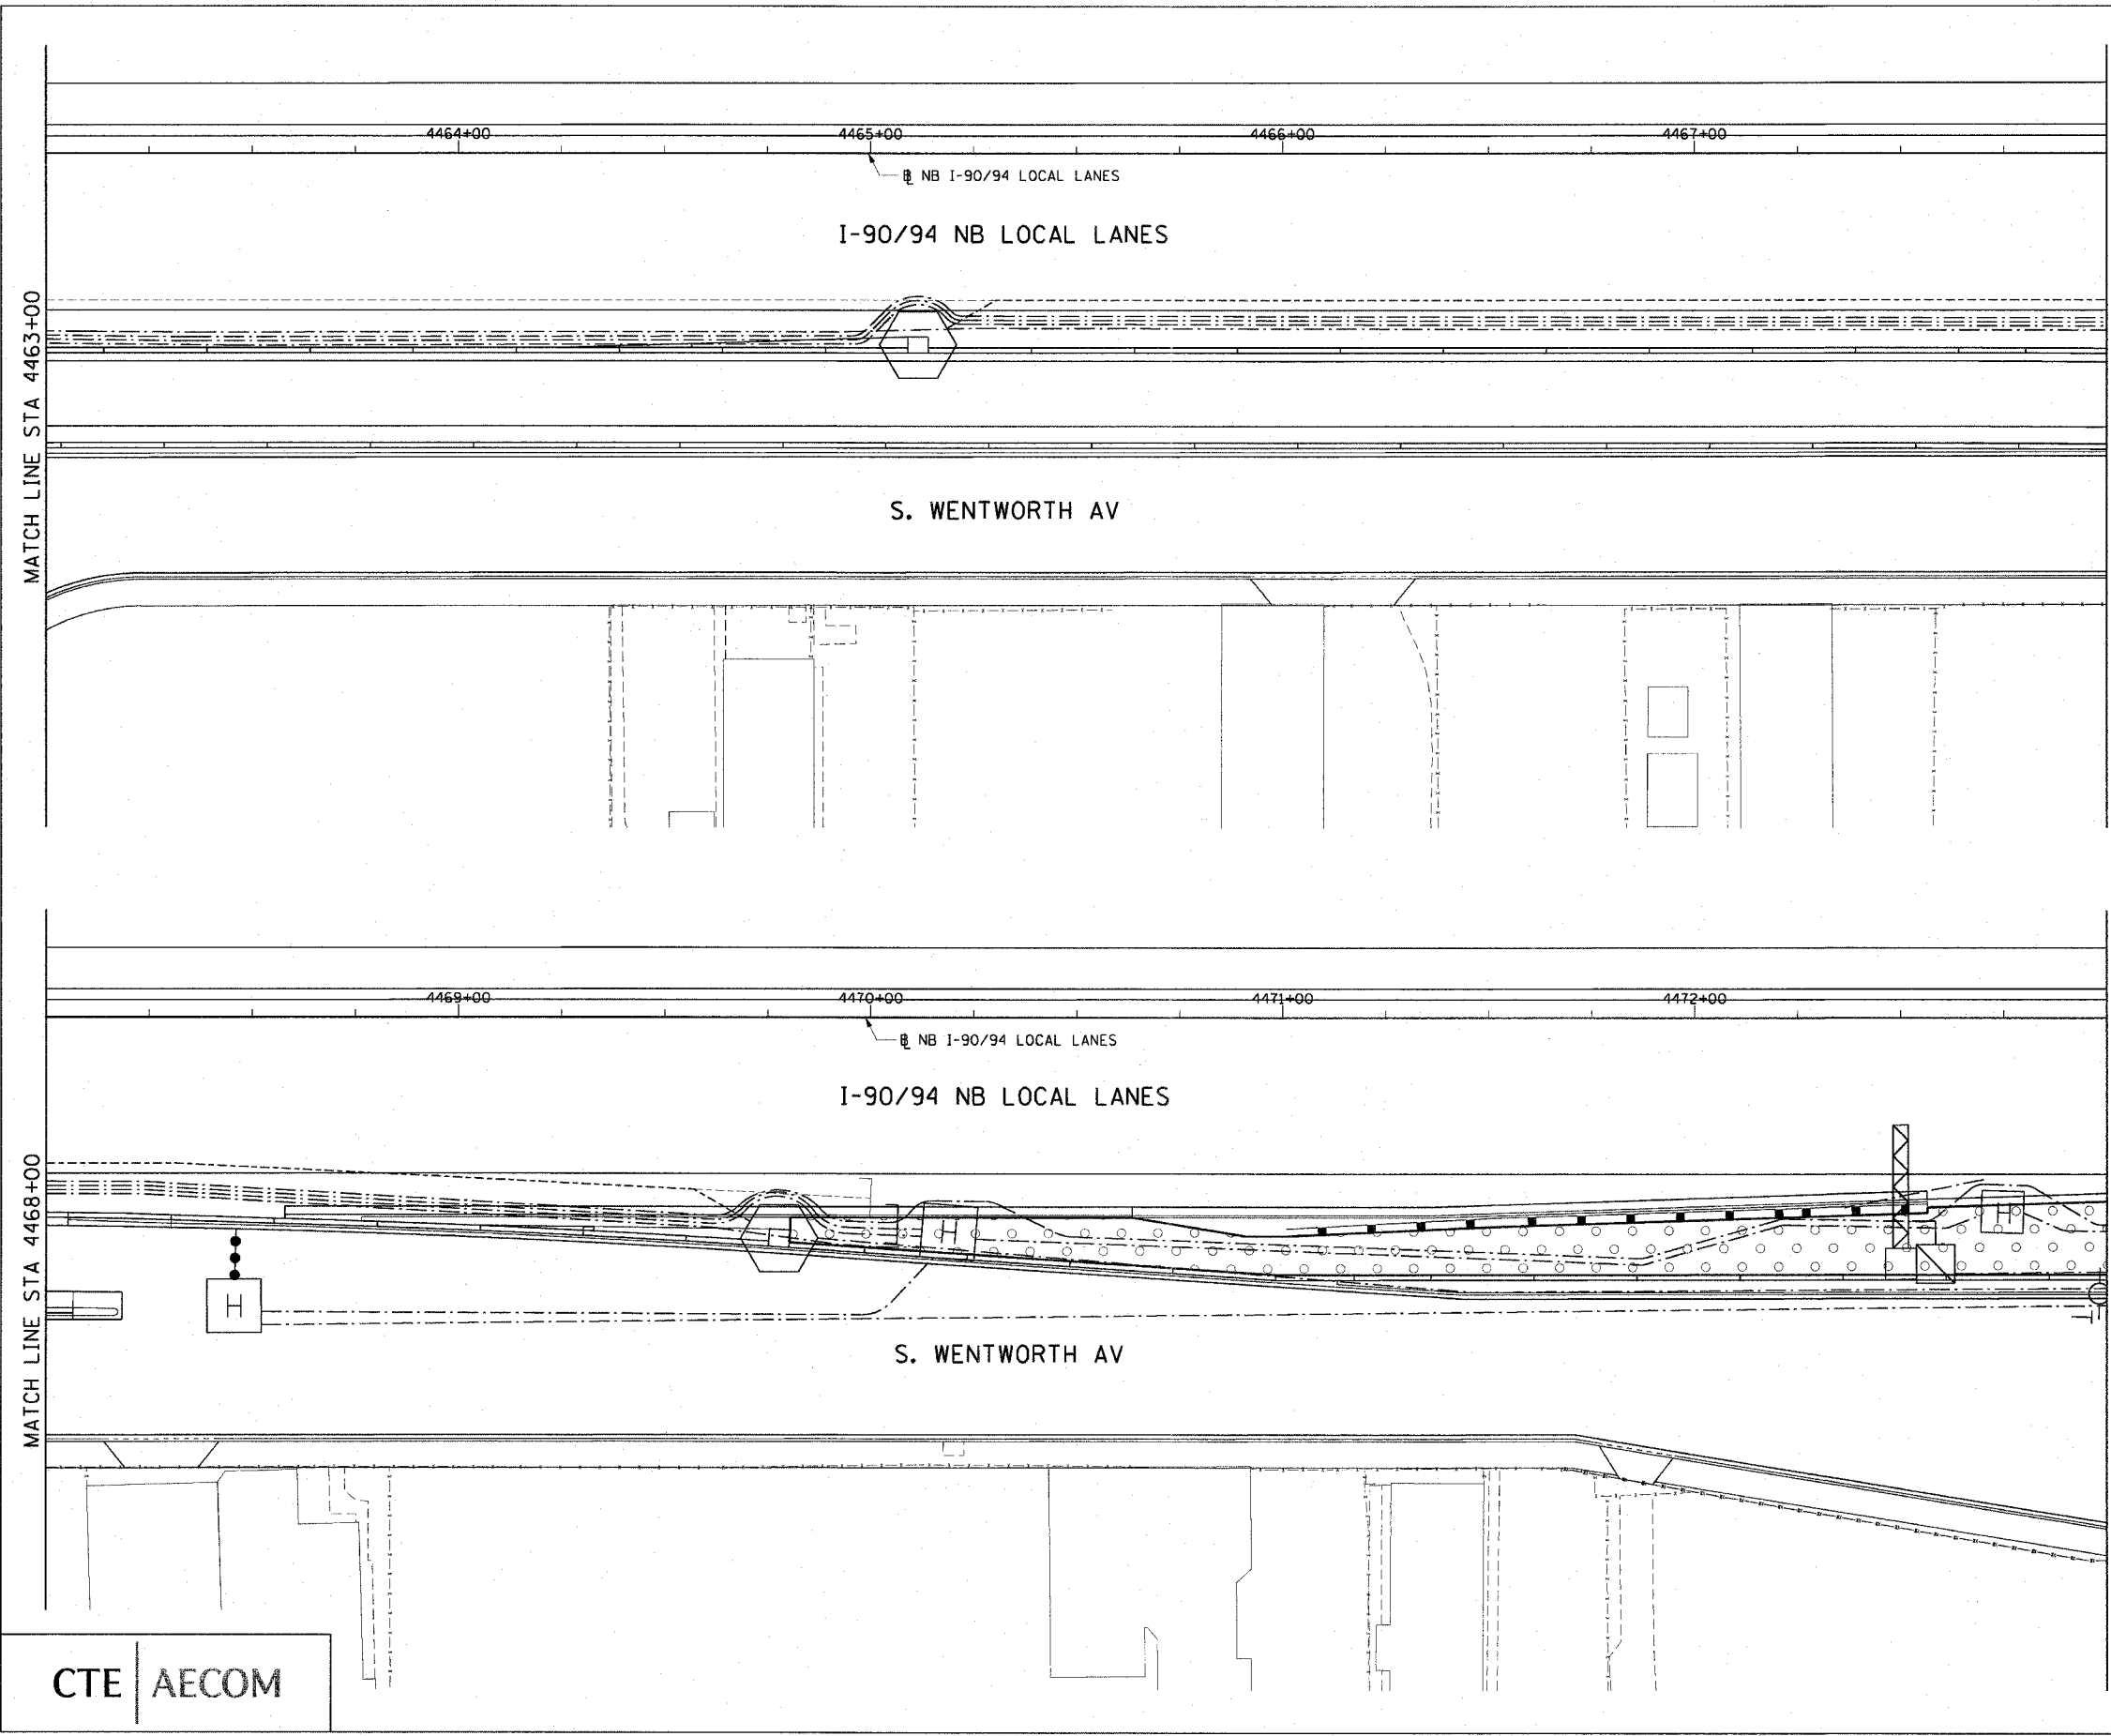 4464+00 4465+00 4466+00 4467+00
℄ NB I-90/94 LOCAL LANES
I-90/94 NB LOCAL LANES
MATCH LINE STA 4463+00
S. WENTWORTH AV
4469+00 4470+00 4471+00 4472+00
℄ NB I-90/94 LOCAL LANES
I-90/94 NB LOCAL LANES
MATCH LINE STA 4468+00
H
H
H
S. WENTWORTH AV
CTE AECOM